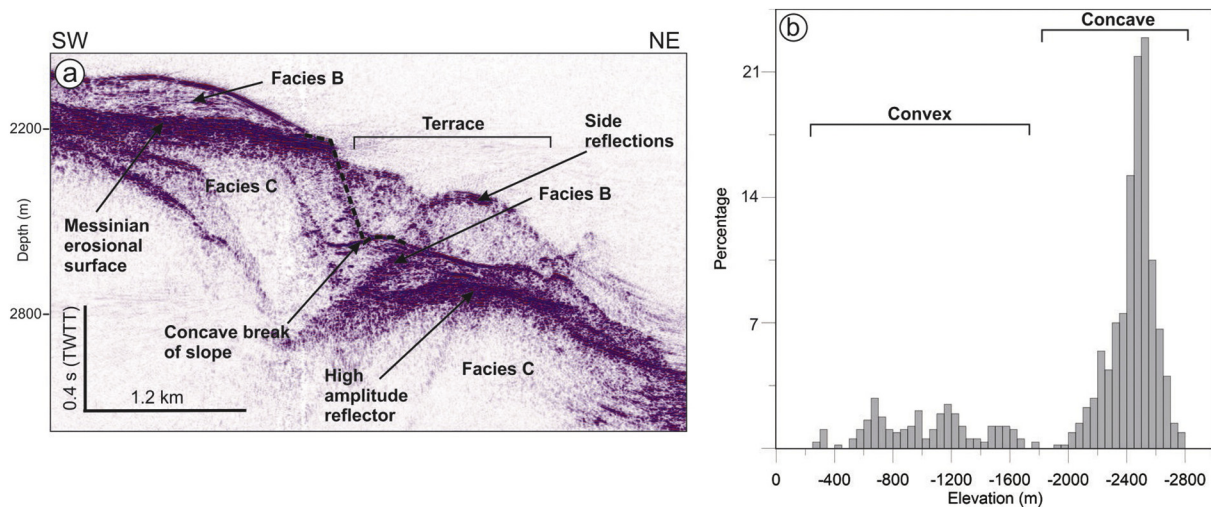 SW
NE
a
Facies B
Terrace
Side
reflections
Facies B
2200
Facies C
Depth (m)
Messinian
erosional
surface
2800
Concave break
of slope
Facies C
High
amplitude
reflector
0.4 s (TWTT)
1.2 km
b
Concave
Convex
Percentage
21
14
7
0
-400
-800
-1200
-1600
-2000
-2400
-2800
Elevation (m)